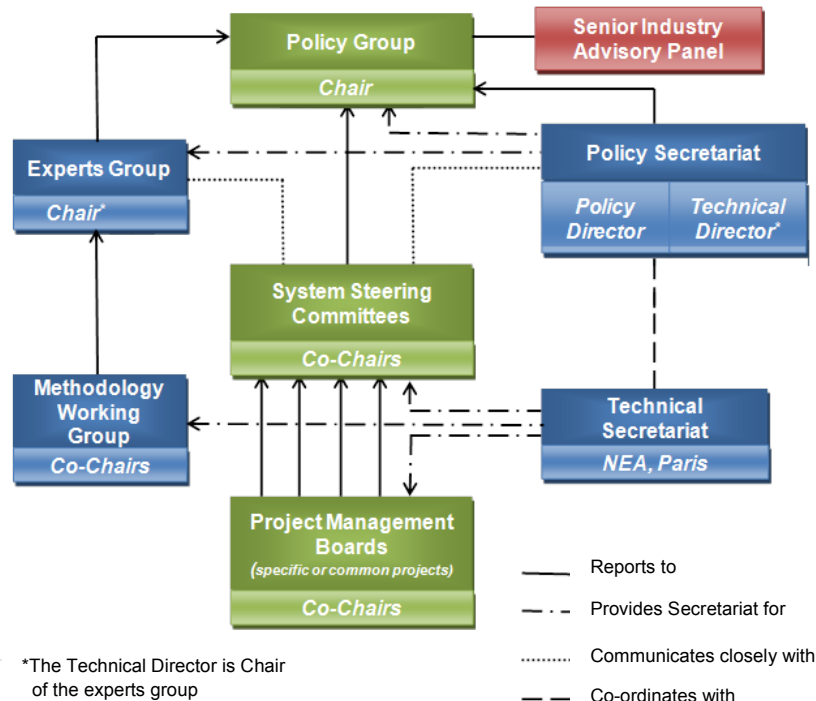 Policy Group
Chair
Senior Industry
Advisory Panel
Experts Group
Chair*
Policy Secretariat
Policy
Director
Technical
Director*
System Steering
Committees
Co-Chairs
Methodology
Working
Group
Co-Chairs
Technical
Secretariat
NEA, Paris
Project Management
Boards
(specific or common projects)
Co-Chairs
Reports to
Provides Secretariat for
Communicates closely with
Co-ordinates with
*The Technical Director is Chair
of the experts group